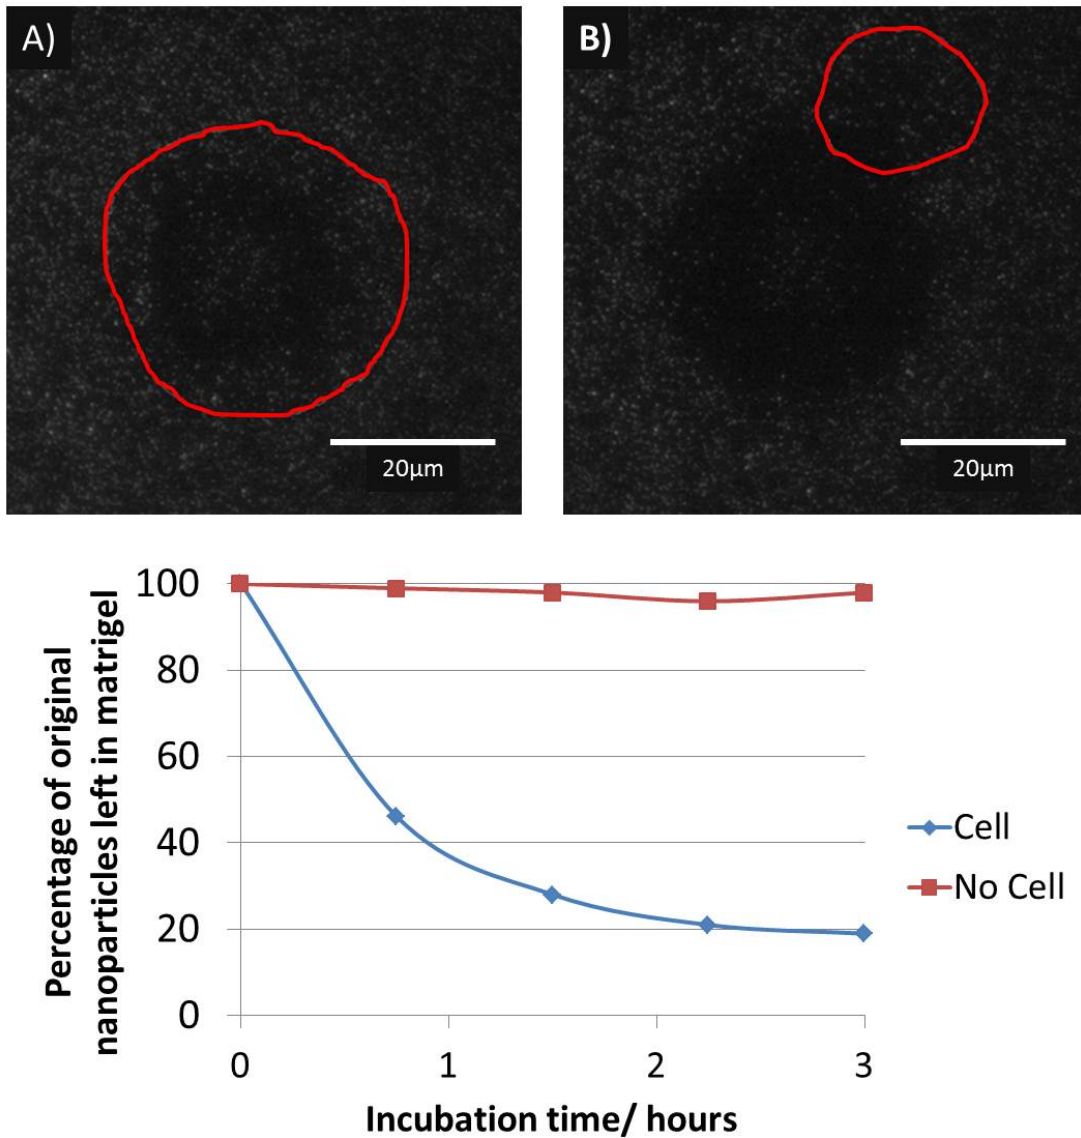 A)
B)
20μm
20μm
Percentage of original
nanoparticles left in matrigel
100
80
60
40
20
0
0
1
2
3
Incubation time/ hours
Cell
No Cell